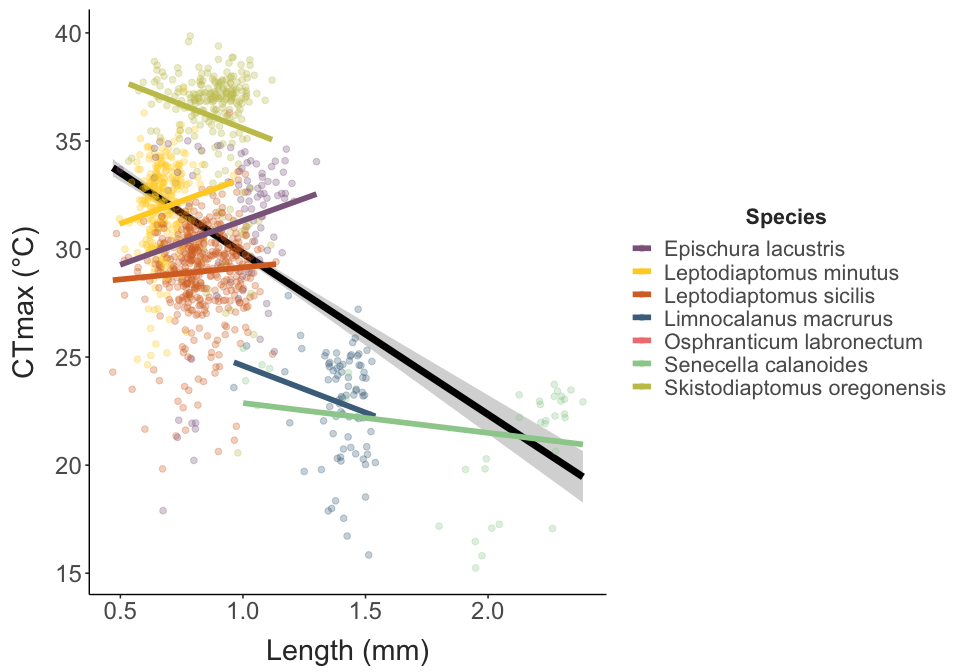 40
35
30
25
20
15
CTmax (°C)
0.5 1.0 1.5 2.0
Length (mm)
Species
Epischura lacustris
Leptodiaptomus minutus
Leptodiaptomus sicilis
Limnocalanus macrurus
Osphranticum labronectum
Senecella calanoides
Skistodiaptomus oregonensis